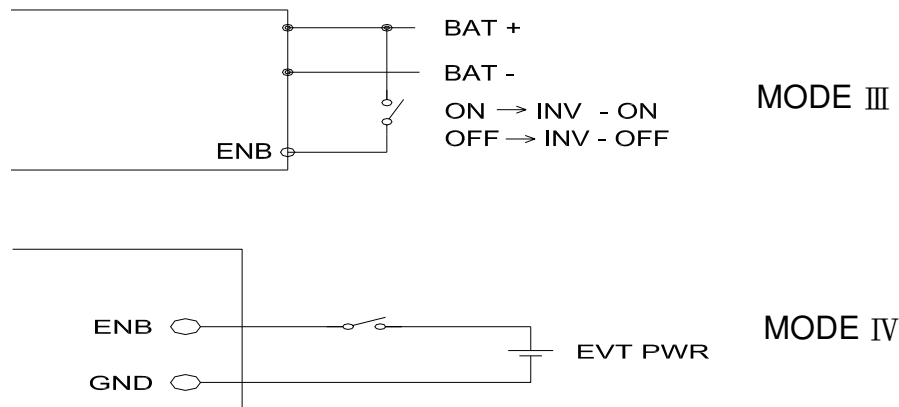 BAT +
BAT -
ON → INV - ON
OFF → INV - OFF
ENB
MODE Ⅲ
ENB
GND
EVT PWR
MODE Ⅳ